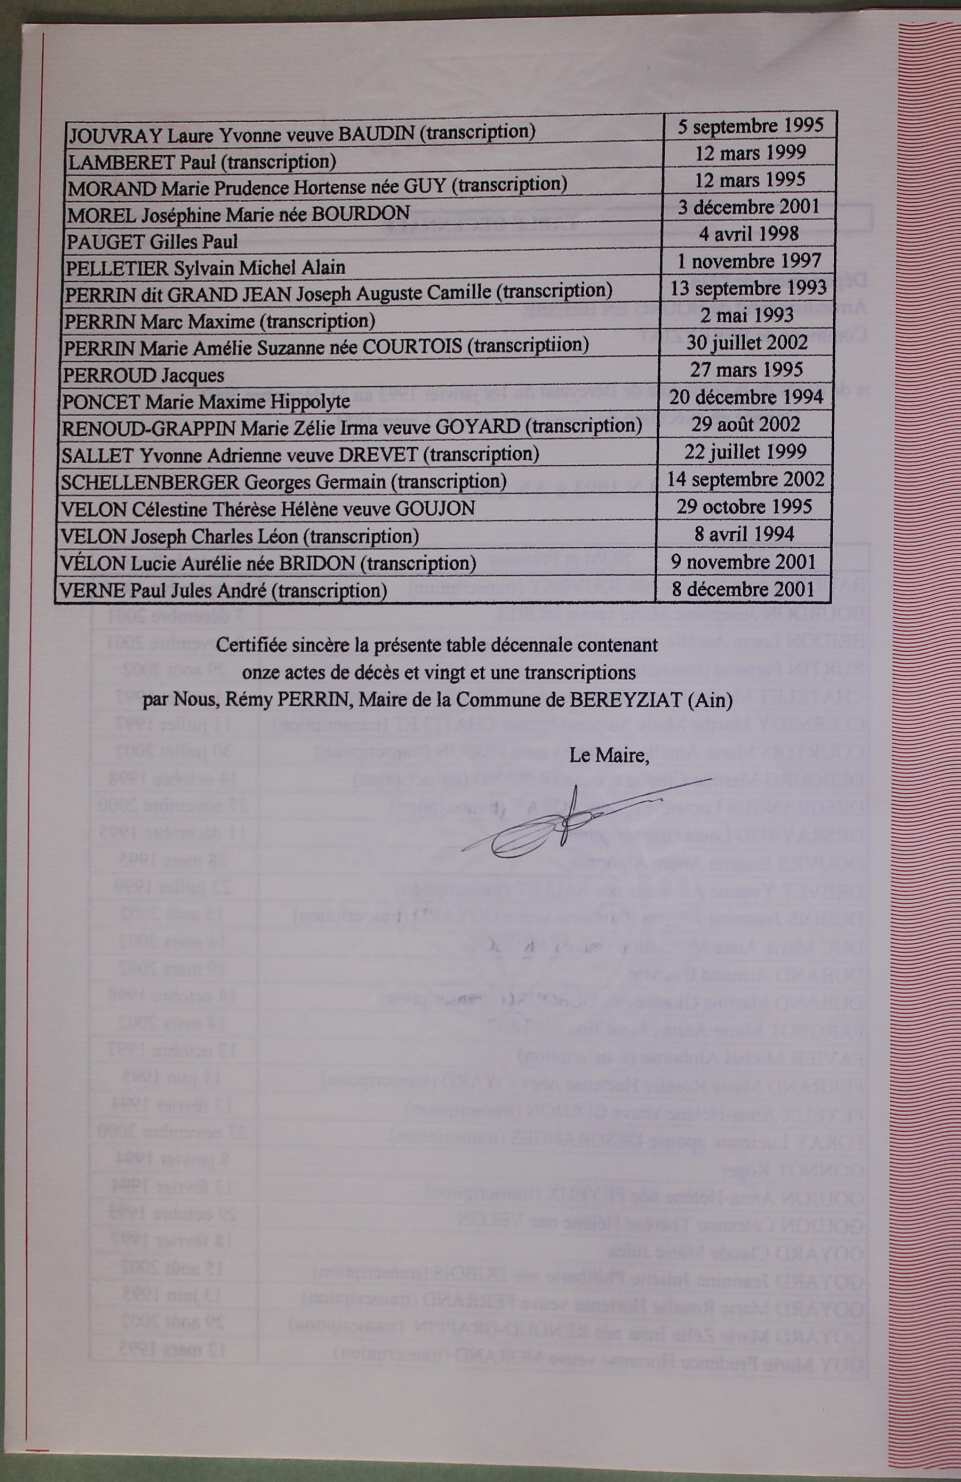 JOUVRAY Laure Yvonne veuve BAUDIN (transcription) 5 septembre 1995
LAMBERET Paul (transcription) 12 mars 1999
MORAND Marie Prudence Hortense née GUY (transcription) 12 mars 1995
MOREL Joséphine Marie née BOURDON 3 décembre 2001
PAUGET Gilles Paul 4 avril 1998
PELLETIER Sylvain Michel Alain 1 novembre 1997
PERRIN dit GRAND JEAN Joseph Auguste Camille (transcription) 13 septembre 1993
PERRIN Marc Maxime (transcription) 2 mai 1993
PERRIN Marie Amélie Suzanne née COURTOIS (transcriptiion) 30 juillet 2002
PERROUD Jacques 27 mars 1995
PONCET Marie Maxime Hippolyte 20 décembre 1994
RENOUD-GRAPPIN Marie Zélie Irma veuve GOYARD (transcription) 29 août 2002
SALLET Yvonne Adrienne veuve DREVET (transcription) 22 juillet 1999
SCHELLENBERGER Georges Germain (transcription) 14 septembre 2002
VELON Célestine Thérèse Hélène veuve GOUJON 29 octobre 1995
VELON Joseph Charles Léon (transcription) 8 avril 1994
VÉLON Lucie Aurélie née BRIDON (transcription) 9 novembre 2001
VERNE Paul Jules André (transcription) 8 décembre 2001
Certifiée sincère la présente table décennale contenant
onze actes de décès et vingt et une transcriptions
par Nous, Rémy PERRIN, Maire de la Commune de BEREYZIAT (Ain)
Le Maire,